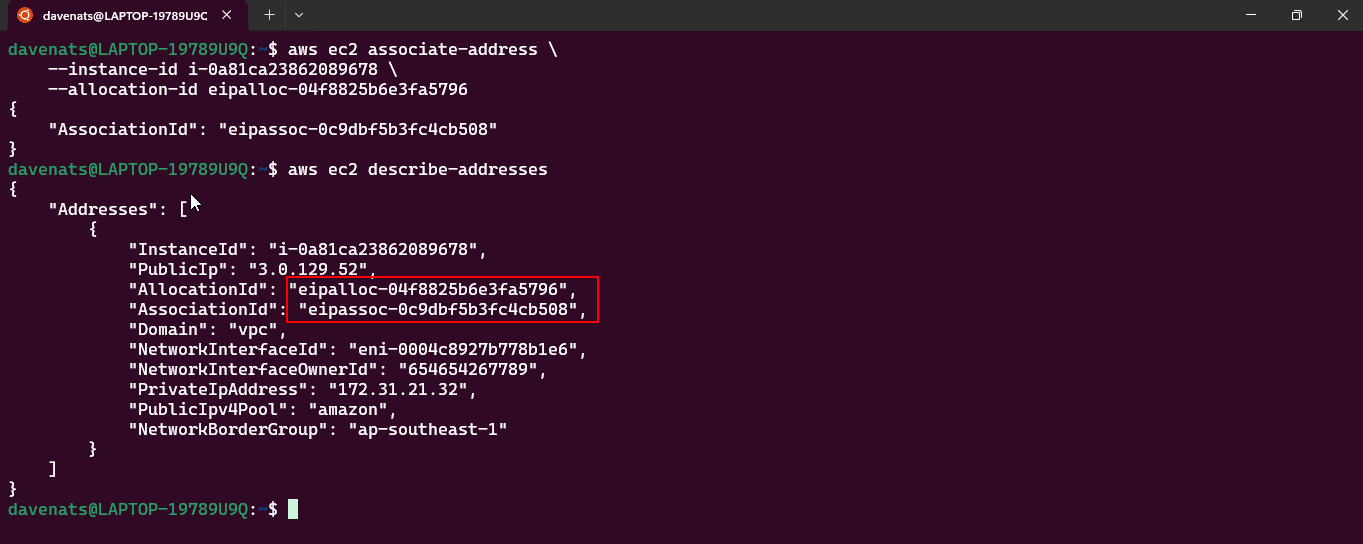 davenats@LAPTOP-19789U9C
davenats@LAPTOP-19789U9Q:~$ aws ec2 associate-address \
    --instance-id i-0a81ca23862089678 \
    --allocation-id eipalloc-04f8825b6e3fa5796
{
    "AssociationId": "eipassoc-0c9dbf5b3fc4cb508"
}
davenats@LAPTOP-19789U9Q:~$ aws ec2 describe-addresses
{
    "Addresses": [
        {
            "InstanceId": "i-0a81ca23862089678",
            "PublicIp": "3.0.129.52",
            "AllocationId": "eipalloc-04f8825b6e3fa5796",
            "AssociationId": "eipassoc-0c9dbf5b3fc4cb508",
            "Domain": "vpc",
            "NetworkInterfaceId": "eni-0004c8927b778b1e6",
            "NetworkInterfaceOwnerId": "654654267789",
            "PrivateIpAddress": "172.31.21.32",
            "PublicIpv4Pool": "amazon",
            "NetworkBorderGroup": "ap-southeast-1"
        }
    ]
}
davenats@LAPTOP-19789U9Q:~$